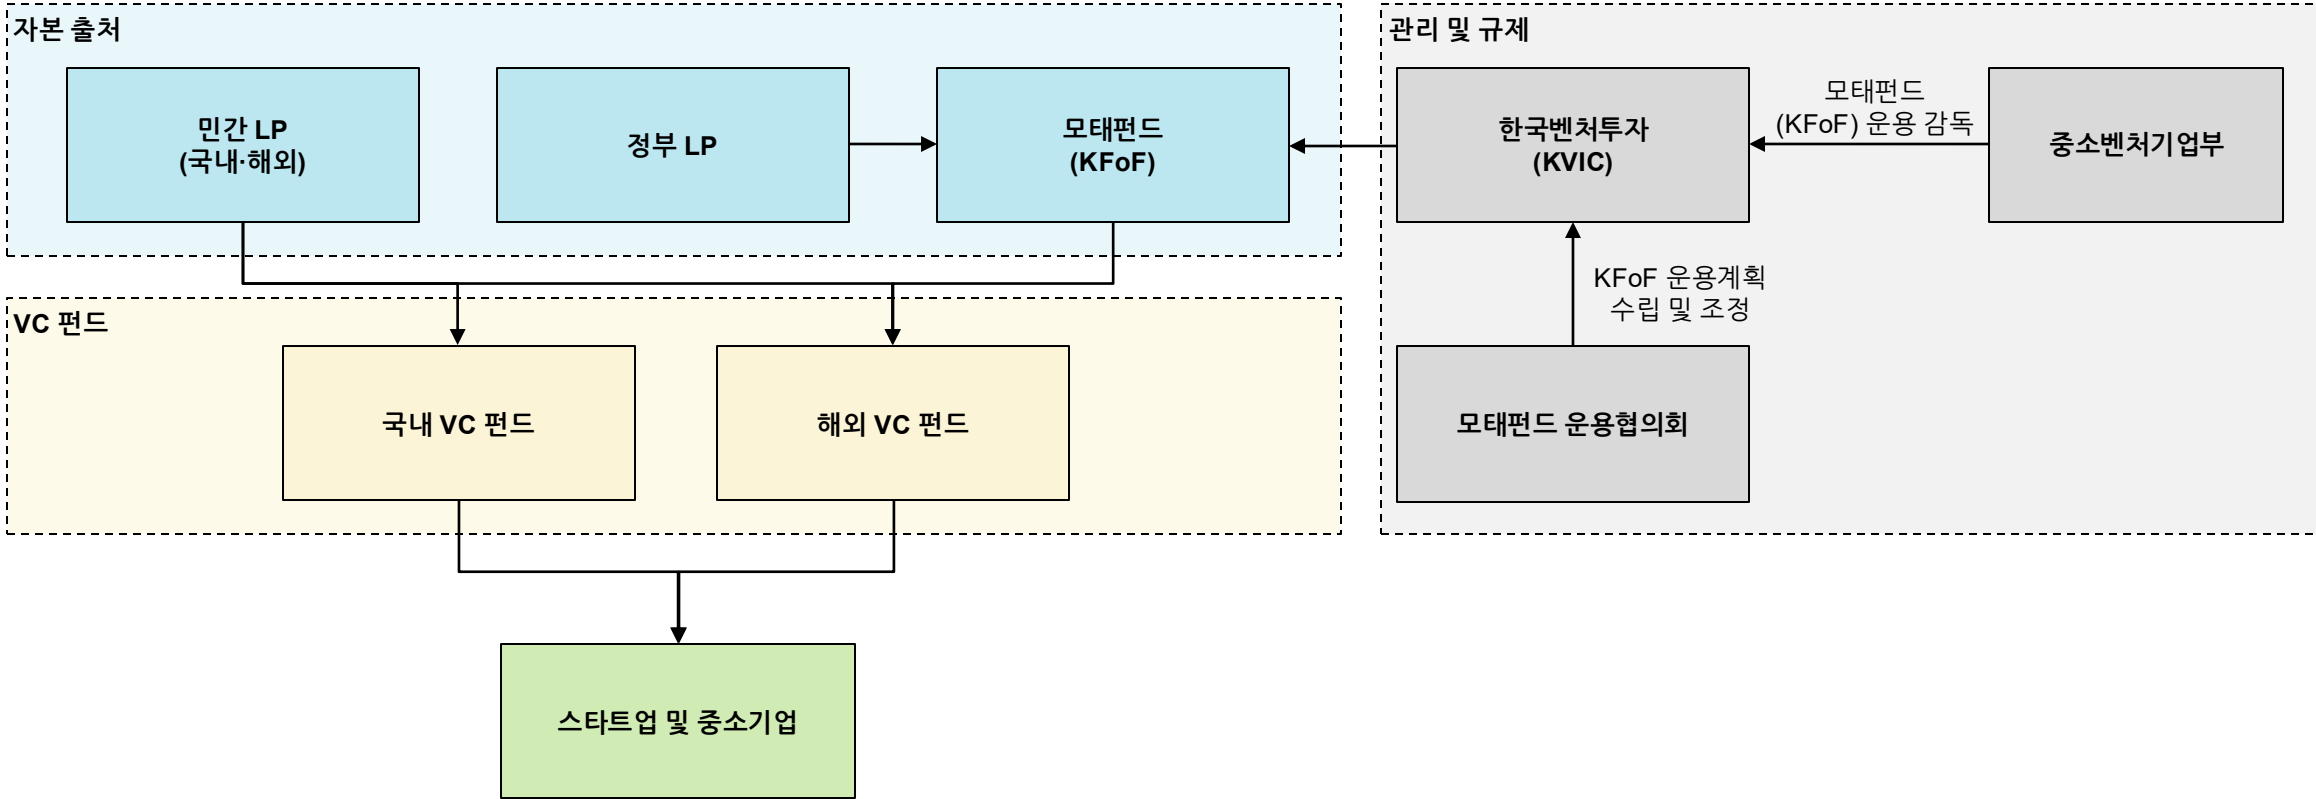 자본 출처
민간 LP
(국내·해외)
정부 LP
모태펀드
(KFoF)
관리 및 규제
한국벤처투자
(KVIC)
모태펀드
(KFoF) 운용 감독
중소벤처기업부
KFoF 운용계획
수립 및 조정
VC 펀드
국내 VC 펀드
해외 VC 펀드
모태펀드 운용협의회
스타트업 및 중소기업